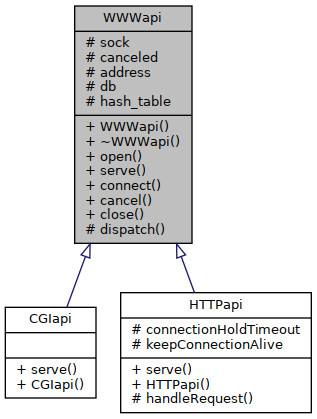 WWWapi
# sock
# canceled
# address
# db
# hash_table
+ WWWapi()
+ ~WWWapi()
+ open()
+ serve()
+ connect()
+ cancel()
+ close()
# dispatch()
CGIapi
+ serve()
+ CGIapi()
HTTPapi
# connectionHoldTimeout
# keepConnectionAlive
+ serve()
+ HTTPapi()
# handleRequest()